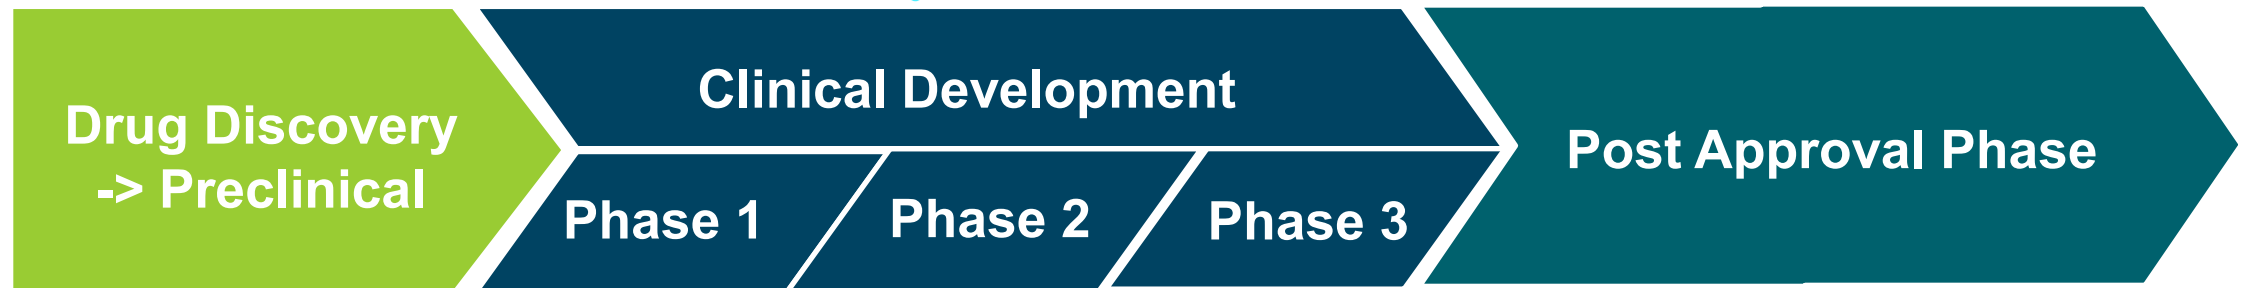 Drug Discovery
-> Preclinical
Clinical Development
Phase 1
Phase 2
Phase 3
Post Approval Phase